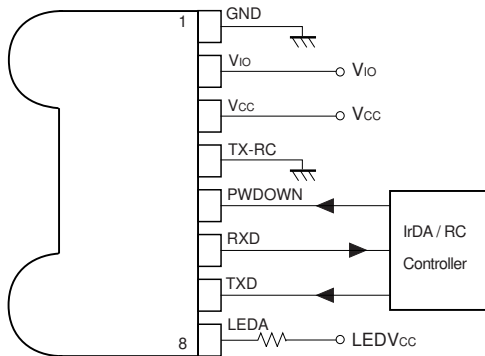 1 GND
VIO VIO
VCC VCC
TX-RC
PWDOWN
RXD
IrDA / RC
Controller
TXD
8 LEDA LEDVCC